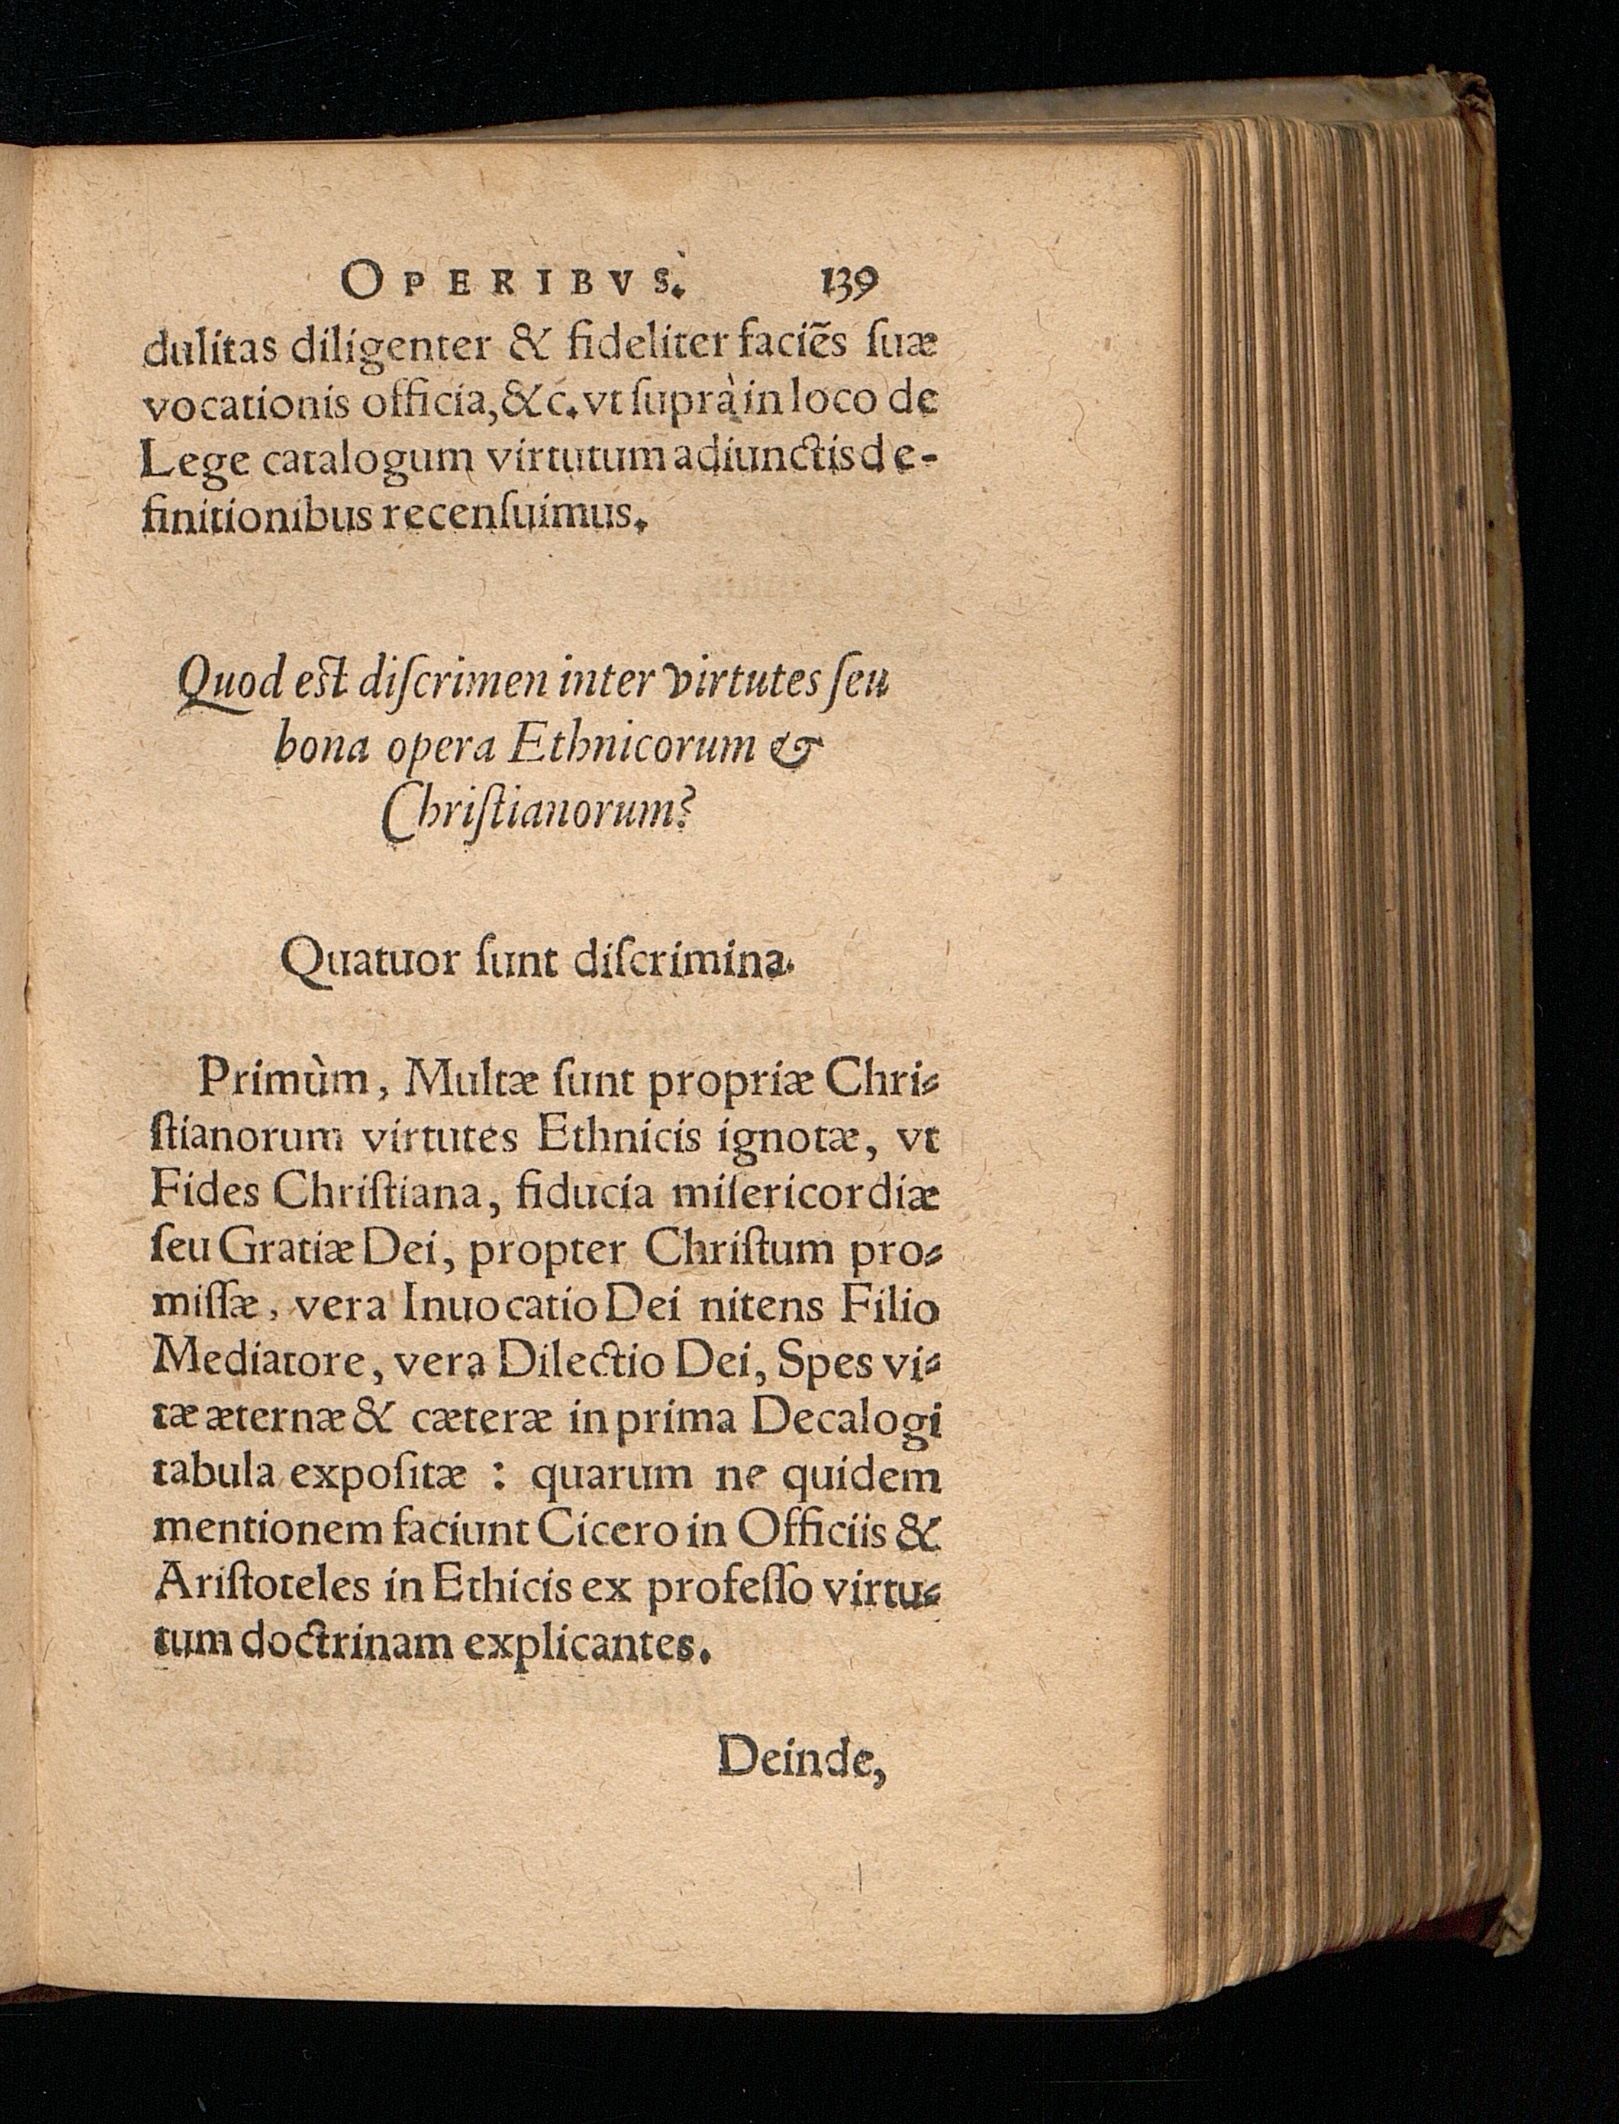 OPERIBVS. 139
dulitas diligenter & fideliter faciẽs ſuæ
vocationis officia, &c. vt ſuprà in loco de
Lege catalogum virtutum adiunctis de-
finitionibus recenſuimus.
Quod est diſcrimen inter virtutes ſeu
bona opera Ethnicorum &
Chriſtianorum?
Quatuor ſunt diſcrimina.
Primùm, Multæ ſunt propriæ Chri-
ſtianorum virtutes Ethnicis ignotæ, vt
Fides Chriſtiana, fiducia miſericordiæ
ſeu Gratiæ Dei, propter Chriſtum pro-
miſſæ, vera Inuocatio Dei nitens Filio
Mediatore, vera Dilectio Dei, Spes vi-
tæ æternæ & cæteræ in prima Decalogi
tabula expoſitæ : quarum ne quidem
mentionem faciunt Cicero in Officiis &
Ariſtoteles in Ethicis ex profeſſo virtu-
tum doctrinam explicantes.
Deinde,